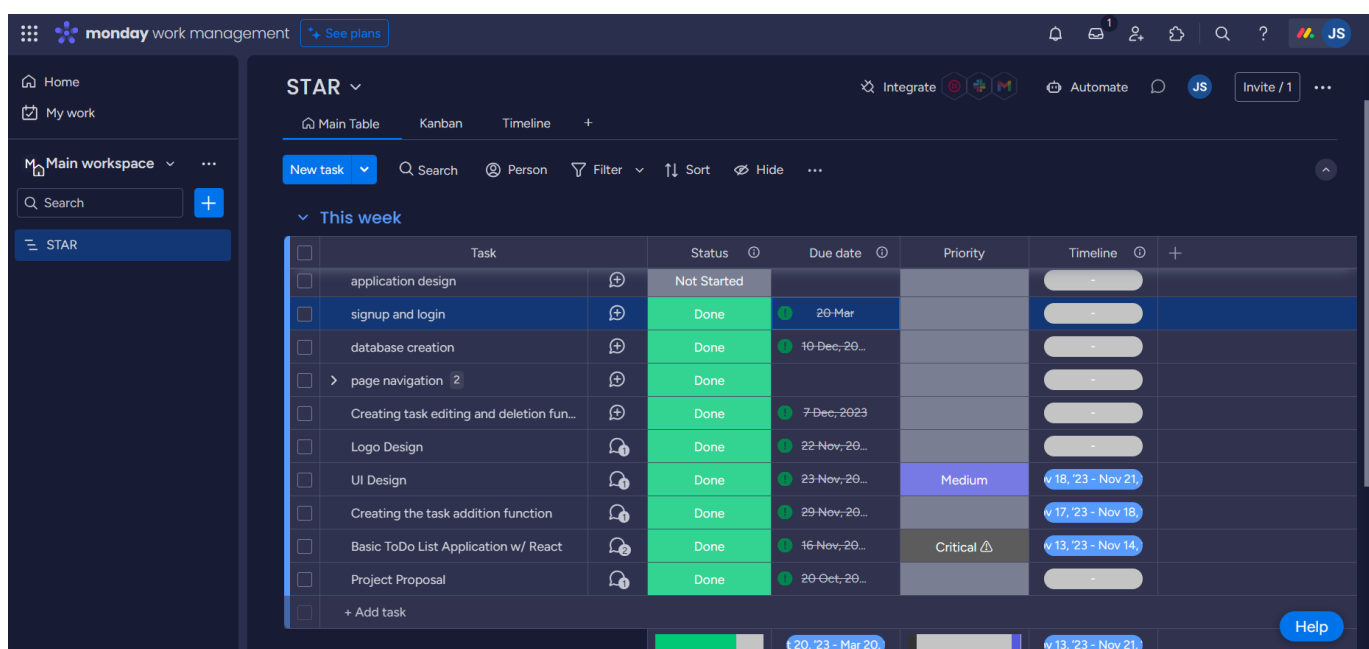 monday work management See plans 1 JS
Home
My work
Main workspace
Search
STAR
STAR
Integrate Automate JS Invite / 1
Main Table Kanban Timeline +
New task Search Person Filter Sort Hide
This week
Task Status Due date Priority Timeline +
application design Not Started -
signup and login Done 20 Mar -
database creation Done 10 Dec, 20... -
page navigation 2 Done -
Creating task editing and deletion fun... Done 7 Dec, 2023 -
Logo Design 1 Done 22 Nov, 20... -
UI Design 1 Done 23 Nov, 20... Medium v 18, '23 - Nov 21,
Creating the task addition function 1 Done 29 Nov, 20... v 17, '23 - Nov 18,
Basic ToDo List Application w/ React 2 Done 16 Nov, 20... Critical v 13, '23 - Nov 14,
Project Proposal 1 Done 20 Oct, 20... -
+ Add task
t 20, '23 - Mar 20, v 13, '23 - Nov 21,
Help